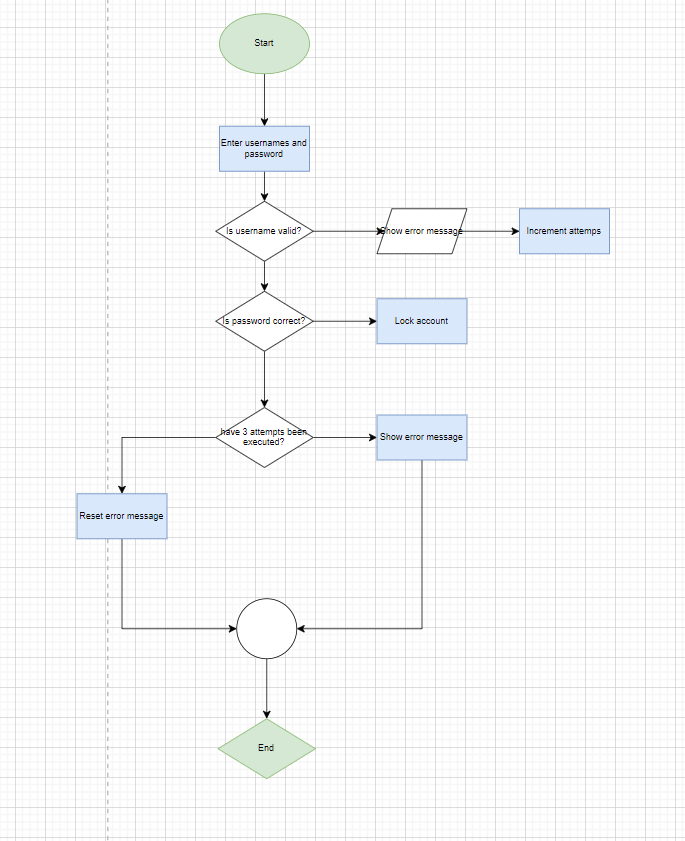 Start
Enter usernames and
password
Is username valid?
Show error message
Increment attemps
Is password correct?
Lock account
have 3 attempts been
executed?
Show error message
Reset error message
End